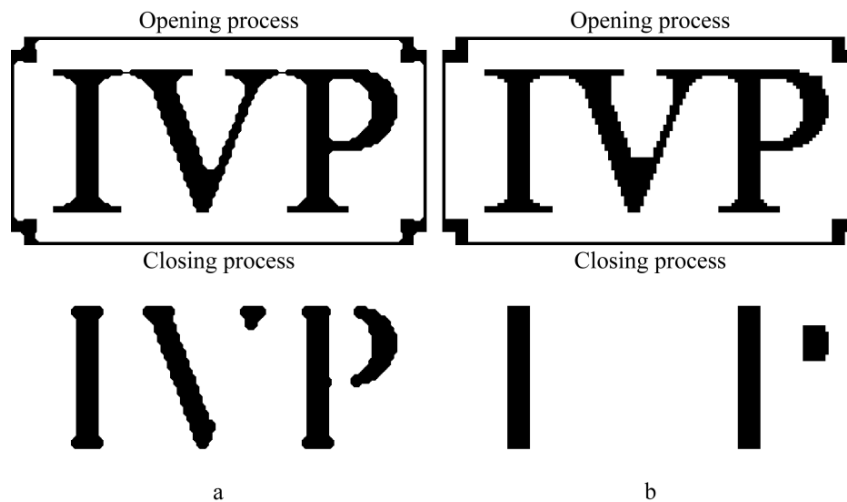 Opening process
Opening process
IVP
IVP
Closing process
Closing process
IVP
I
a
b